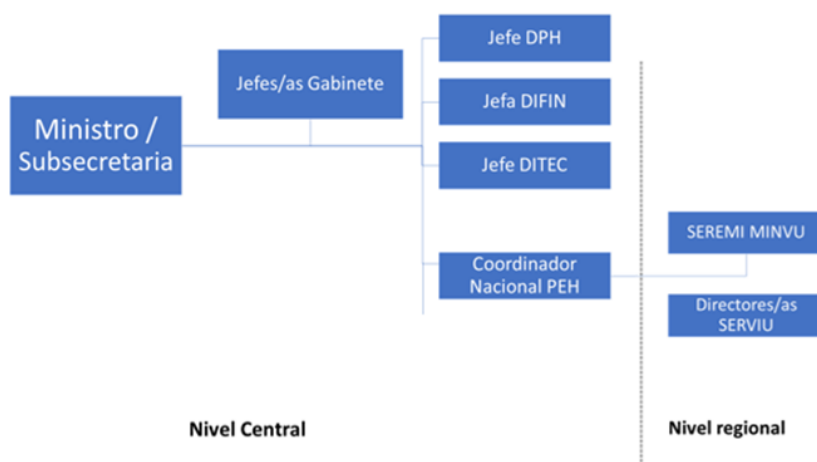 Jefe DPH
Jefes/as Gabinete
Jefa DIFIN
Ministro /
Subsecretaria
Jefe DITEC
SEREMI MINVU
Coordinador
Nacional PEH
Directores/as
SERVIU
Nivel Central
Nivel regional